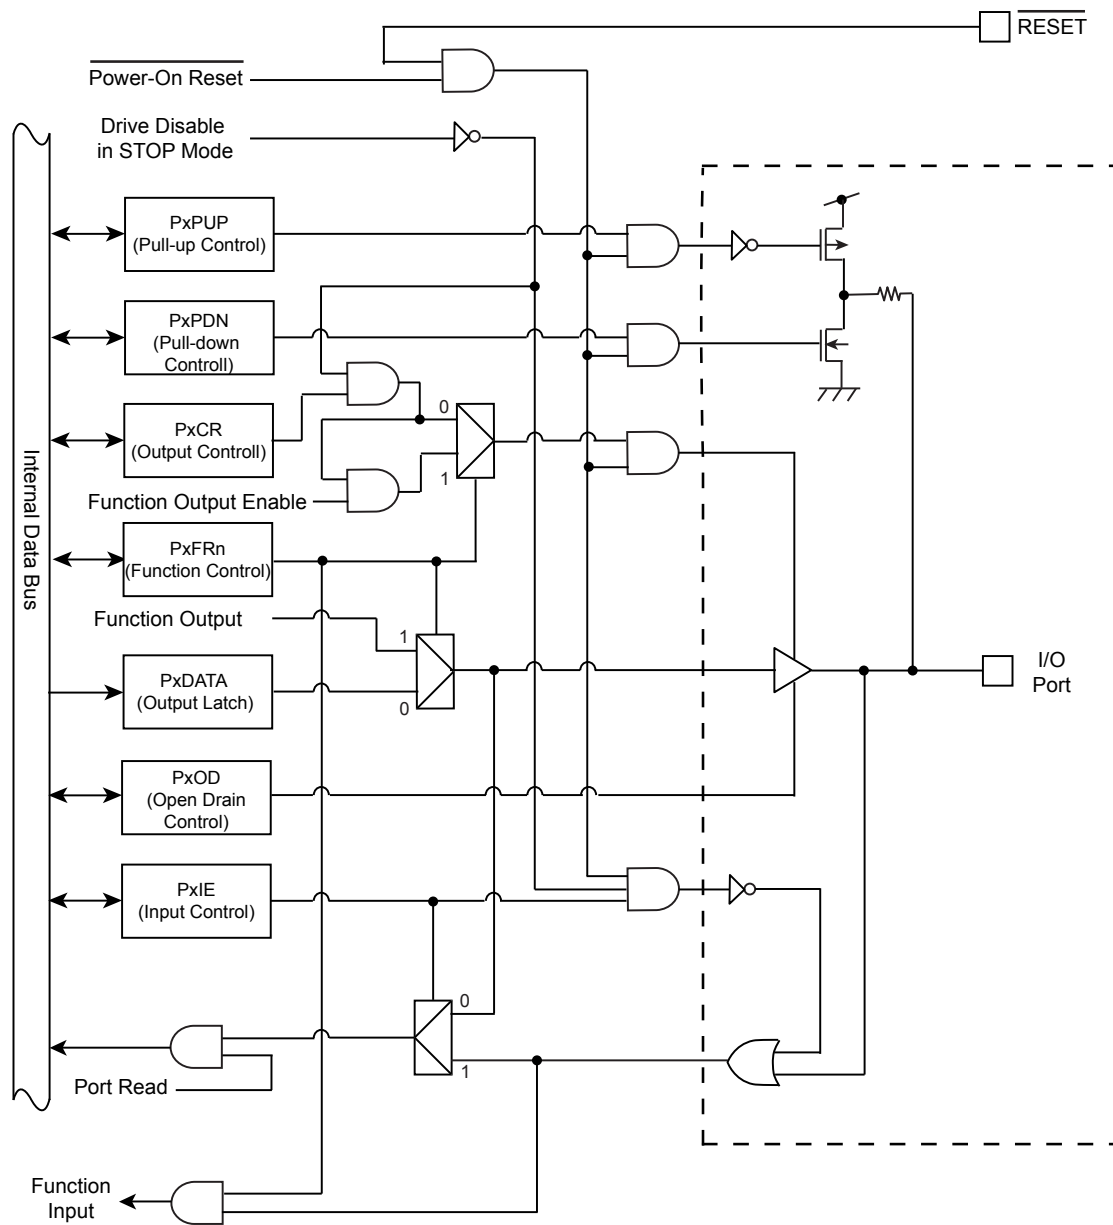 RESET
Power-On Reset
Drive Disable
in STOP Mode
PxPUP
(Pull-up Control)
PxPDN
(Pull-down
Controll)
PxCR
(Output Controll)
0
1
Function Output Enable
PxFRn
(Function Control)
Internal Data Bus
Function Output
1
0
PxDATA
(Output Latch)
I/O
Port
PxOD
(Open Drain
Control)
PxIE
(Input Control)
0
1
Port Read
Function
Input